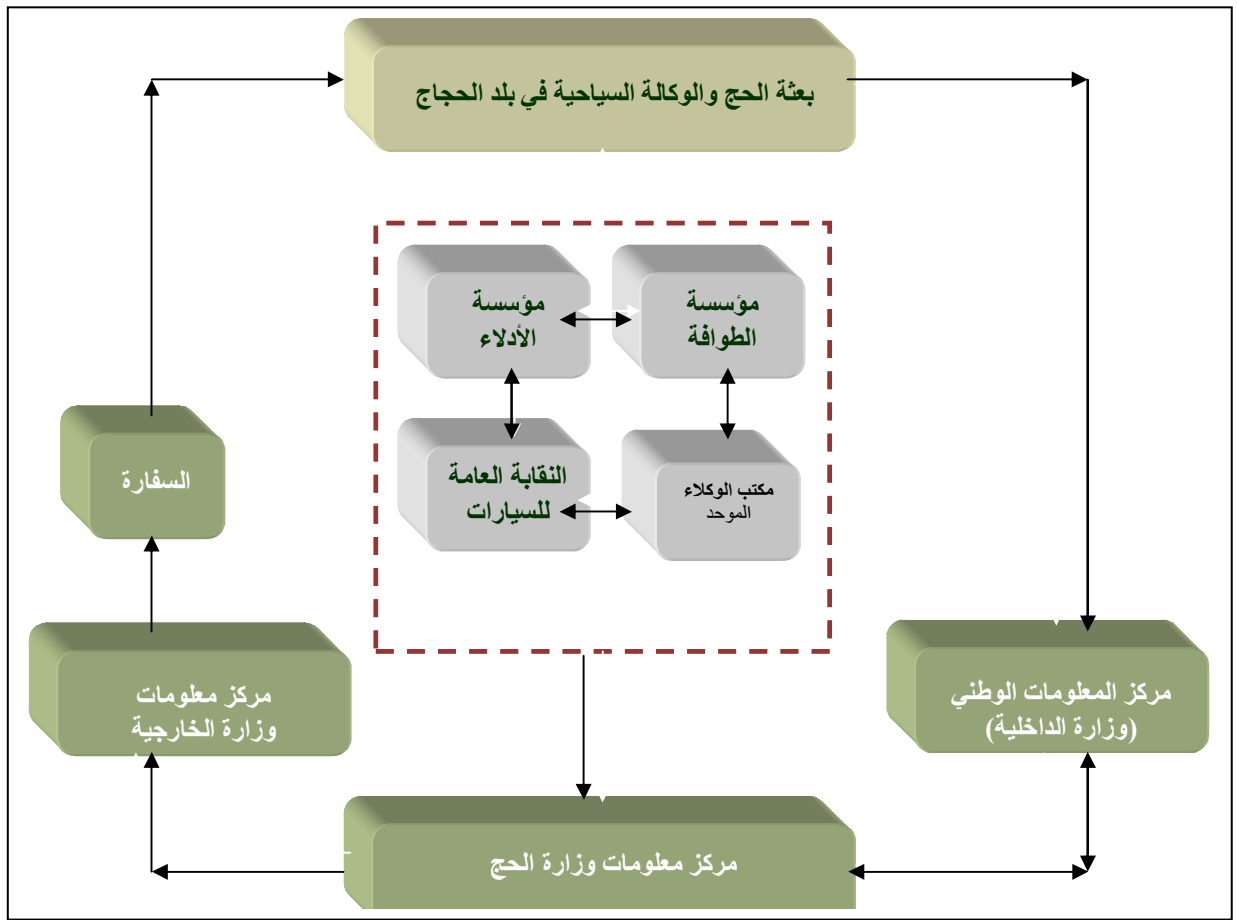 بعثة الحج والوكالة السياحية في بلد الحجاج
مؤسسة
الطوافة
مؤسسة
الأدلاء
مكتب الوكلاء
الموحد
النقابة العامة
للسيارات
السفارة
مركز المعلومات الوطني
(وزارة الداخلية)
مركز معلومات
وزارة الخارجية
مركز معلومات وزارة الحج